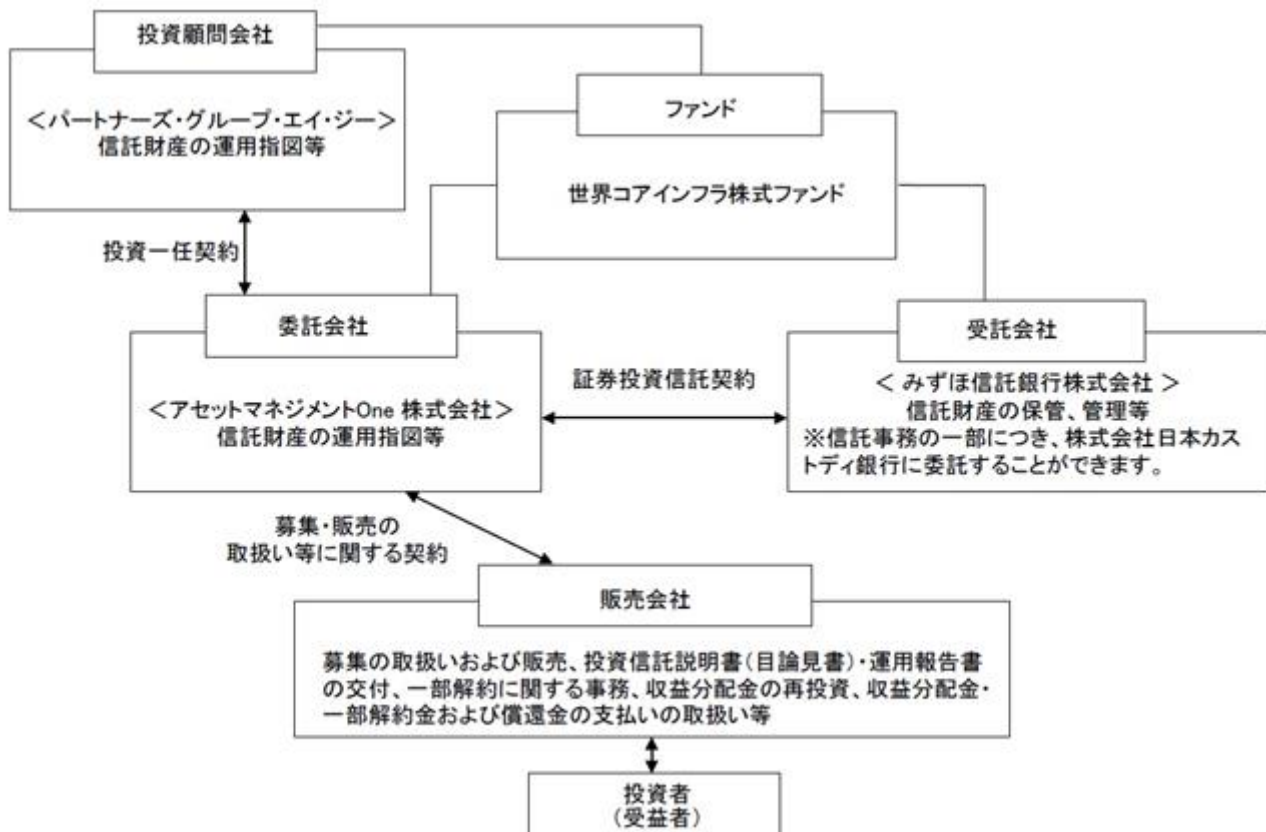 投資顧問会社
<パートナーズ・グループ・エイ・ジー>
信託財産の運用指図等
ファンド
世界コアインフラ株式ファンド
投資一任契約
委託会社
<アセットマネジメントOne 株式会社>
信託財産の運用指図等
証券投資信託契約
受託会社
< みずほ信託銀行株式会社 >
信託財産の保管、管理等
※信託事務の一部につき、株式会社日本カス
トディ銀行に委託することができます。
募集・販売の
取扱い等に関する契約
販売会社
募集の取扱いおよび販売、投資信託説明書(目論見書)・運用報告書
の交付、一部解約に関する事務、収益分配金の再投資、収益分配金・
一部解約金および償還金の支払いの取扱い等
投資者
(受益者)